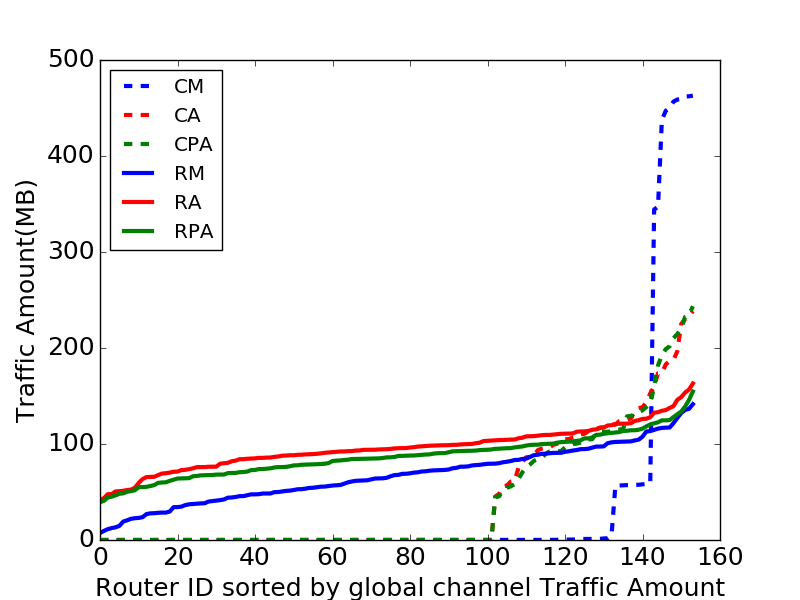 500
400
300
200
100
0
Traffic Amount(MB)
CM
CA
CPA
RM
RA
RPA
0 20 40 60 80 100 120 140 160
Router ID sorted by global channel Traffic Amount